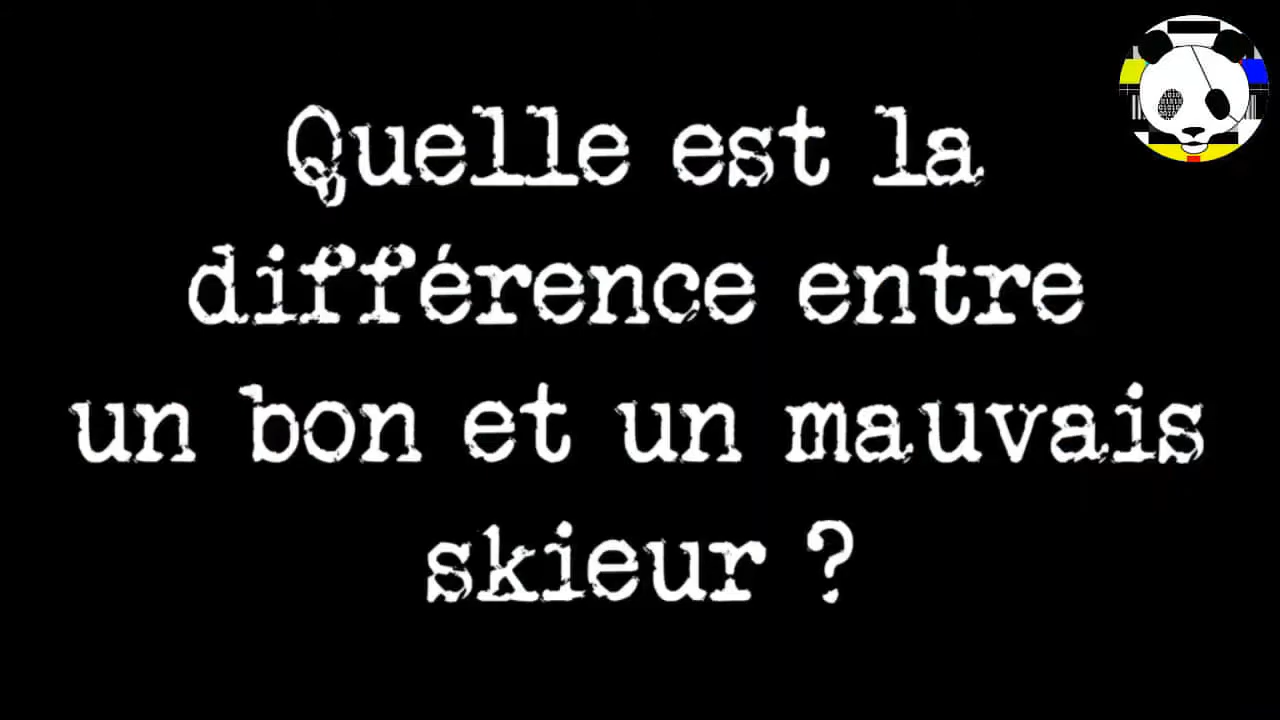 Quelle est la
différence entre
un bon et un mauvais
skieur ?